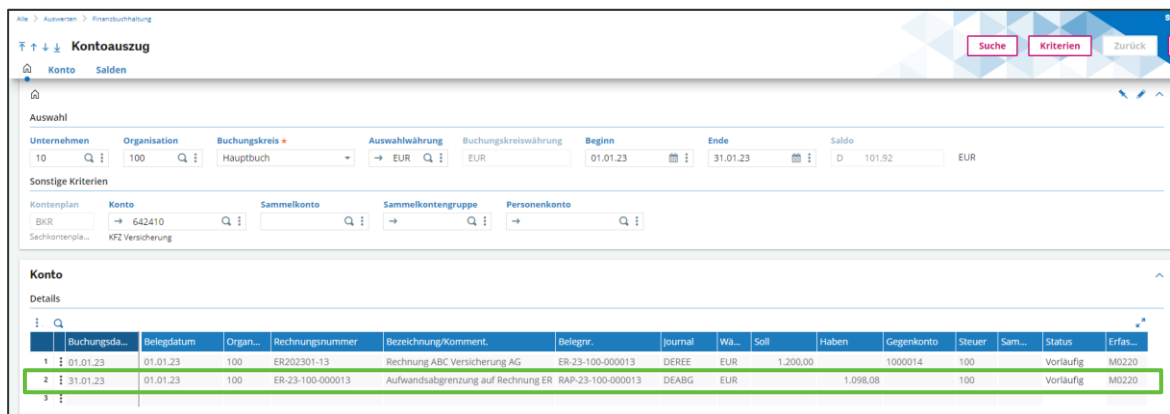 Alle > Auswerten > Finanzbuchhaltung
Kontoauszug
Suche Kriterien Zurück
Konto Salden
Auswahl
Unternehmen Organisation Buchungskreis * Auswahlwährung Buchungskreiswährung Beginn Ende Saldo
10 100 Hauptbuch → EUR EUR 01.01.23 31.01.23 D 101,92 EUR
Sonstige Kriterien
Kontenplan Konto Sammelkonto Sammelkontengruppe Personenkonto
BKR → 642410 → →
Sachkontenpla... KFZ Versicherung
Konto
Details
Buchungsda... Belegdatum Organ... Rechnungsnummer Bezeichnung/Komment. Belegnr. Journal Wä... Soll Haben Gegenkonto Steuer Sam... Status Erfas...
1 01.01.23 01.01.23 100 ER202301-13 Rechnung ABC Versicherung AG ER-23-100-000013 DEREE EUR 1.200,00 1000014 100 Vorläufig M0220
2 31.01.23 01.01.23 100 ER-23-100-000013 Aufwandsabgrenzung auf Rechnung ER RAP-23-100-000013 DEABG EUR 1.098,08 100 Vorläufig M0220
3